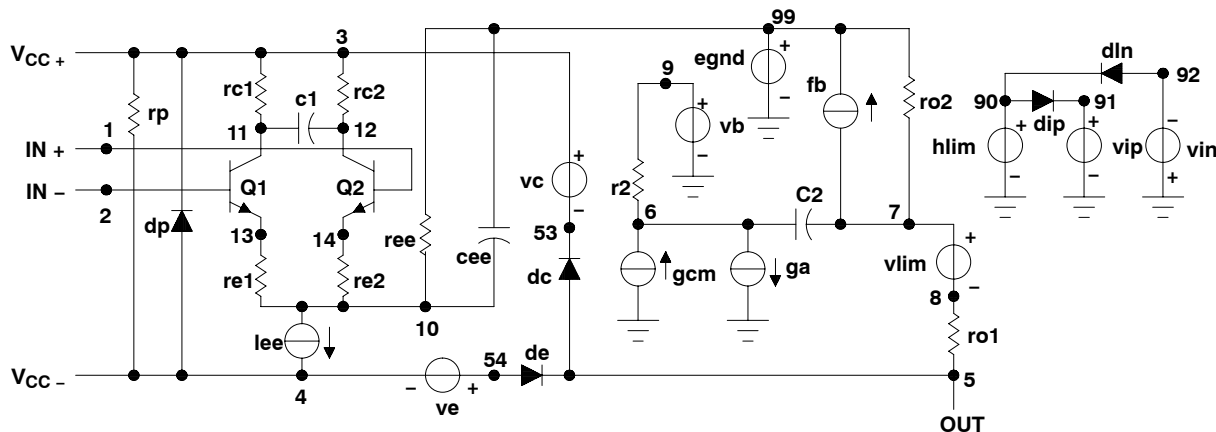 99
3
V CC +
egnd
+
−
fb
dln
92
rc1
c1
rc2
9
+
−
vb
ro2
rp
90
91
dip
11
12
1
IN +
hlim
+
−
vip
+
−
vin
−
+
IN −
2
Q1
Q2
vc
+
−
r2
C2
dp
6
7
13
14
ree
cee
53
re1
re2
dc
gcm
ga
vlim
+
−
8
10
Iee
ro1
V CC −
4
−
+
ve
54
de
5
OUT